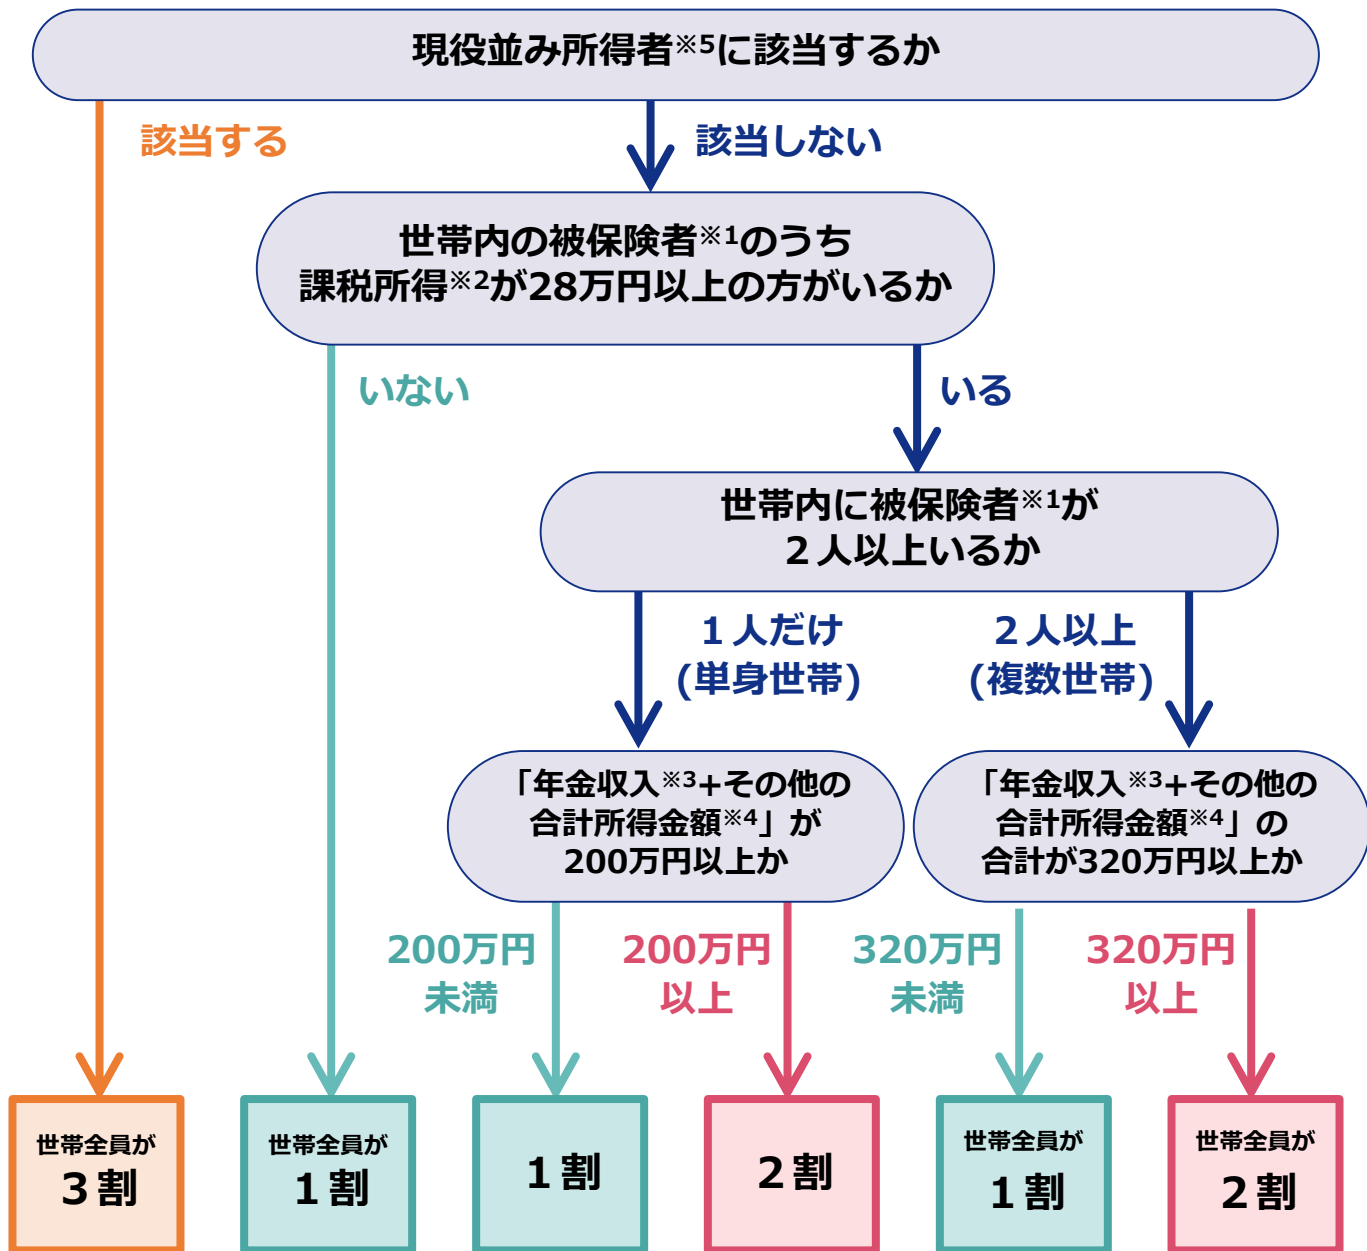 現役並み所得者※5に該当するか
該当する
該当しない
世帯内の被保険者※1のうち
課税所得※2が28万円以上の方がいるか
いない
いる
世帯内に被保険者※1が
２人以上いるか
１人だけ
(単身世帯)
２人以上
(複数世帯)
「年金収入※3+その他の
合計所得金額※4」が
200万円以上か
「年金収入※3+その他の
合計所得金額※4」の
合計が320万円以上か
200万円
未満
200万円
以上
320万円
未満
320万円
以上
世帯全員が
３割
世帯全員が
１割
１割
２割
世帯全員が
１割
世帯全員が
２割